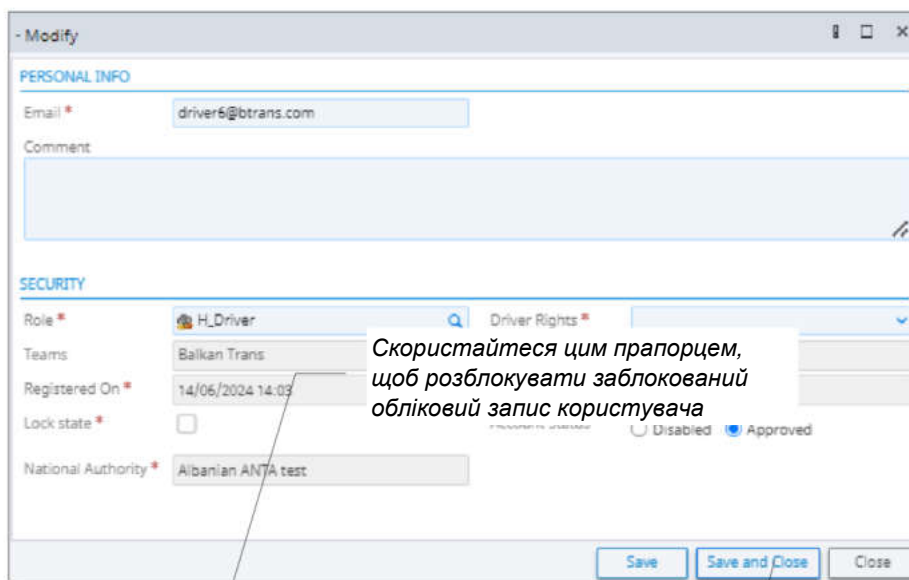 - Modify
PERSONAL INFO
Email * driver6@btrans.com
Comment
SECURITY
Role * H_Driver Driver Rights *
Teams Balkan Trans
Скористайтеся цим прапорцем,
щоб розблокувати заблокований
обліковий запис користувача
Registered On * 14/06/2024 14:03
Lock state * Account Status Disabled Approved
National Authority * Albanian ANTA test
Save Save and Close Close